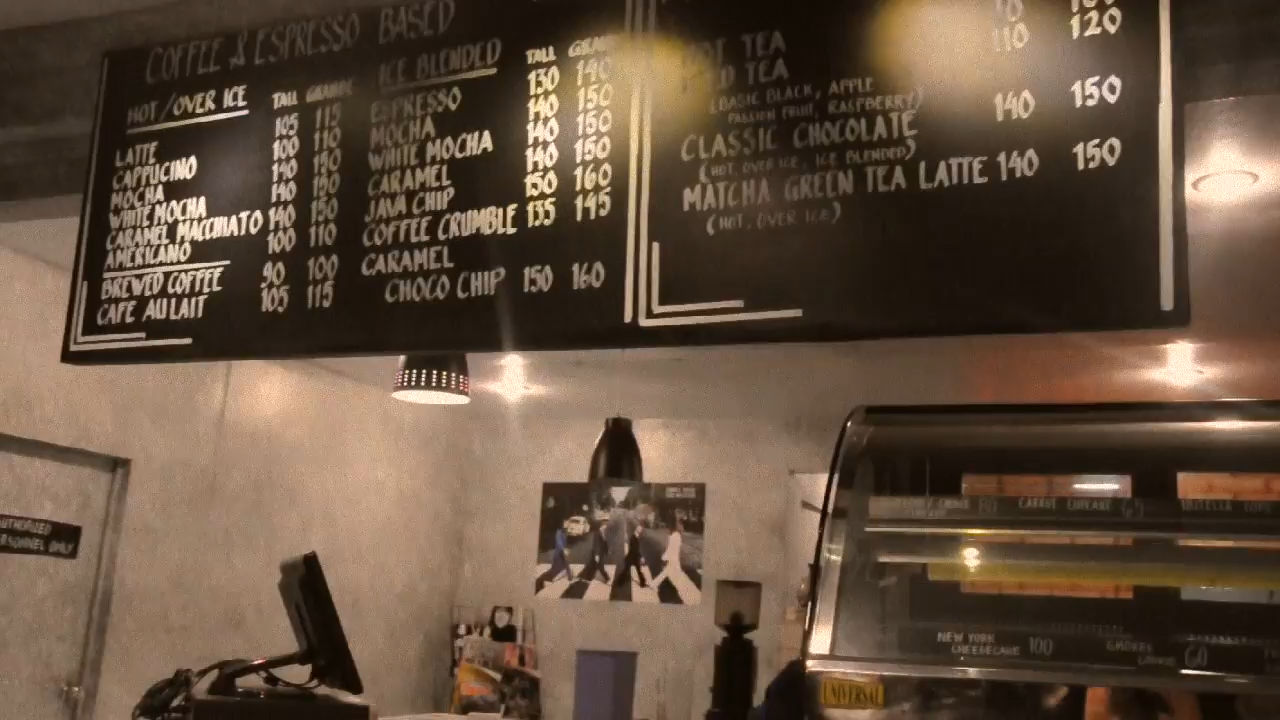 COFFEE & ESPRESSO BASED
HOT/OVER ICE TALL GRANDE
LATTE 105 115
CAPPUCINO 100 110
MOCHA 140 150
WHITE MOCHA 140 150
CARAMEL MACCHIATO 140 150
AMERICANO 100 110
BREWED COFFEE 90 100
CAFE AU LAIT 105 115
ICE BLENDED TALL
ESPRESSO 130 140
MOCHA 140 150
WHITE MOCHA 140 150
CARAMEL 140 150
JAVA CHIP 150 160
COFFEE CRUMBLE 135 145
CARAMEL
CHOCO CHIP 150 160
TEA
TEA 110 120
(BASIC BLACK, APPLE
PASSION FRUIT, RASPBERRY)
CLASSIC CHOCOLATE 140 150
(HOT, OVER ICE, ICE BLENDED)
MATCHA GREEN TEA LATTE 140 150
(HOT, OVER ICE)
AUTHORIZED
PERSONNEL ONLY
NEW YORK
CHEESECAKE 100
UNIVERSAL